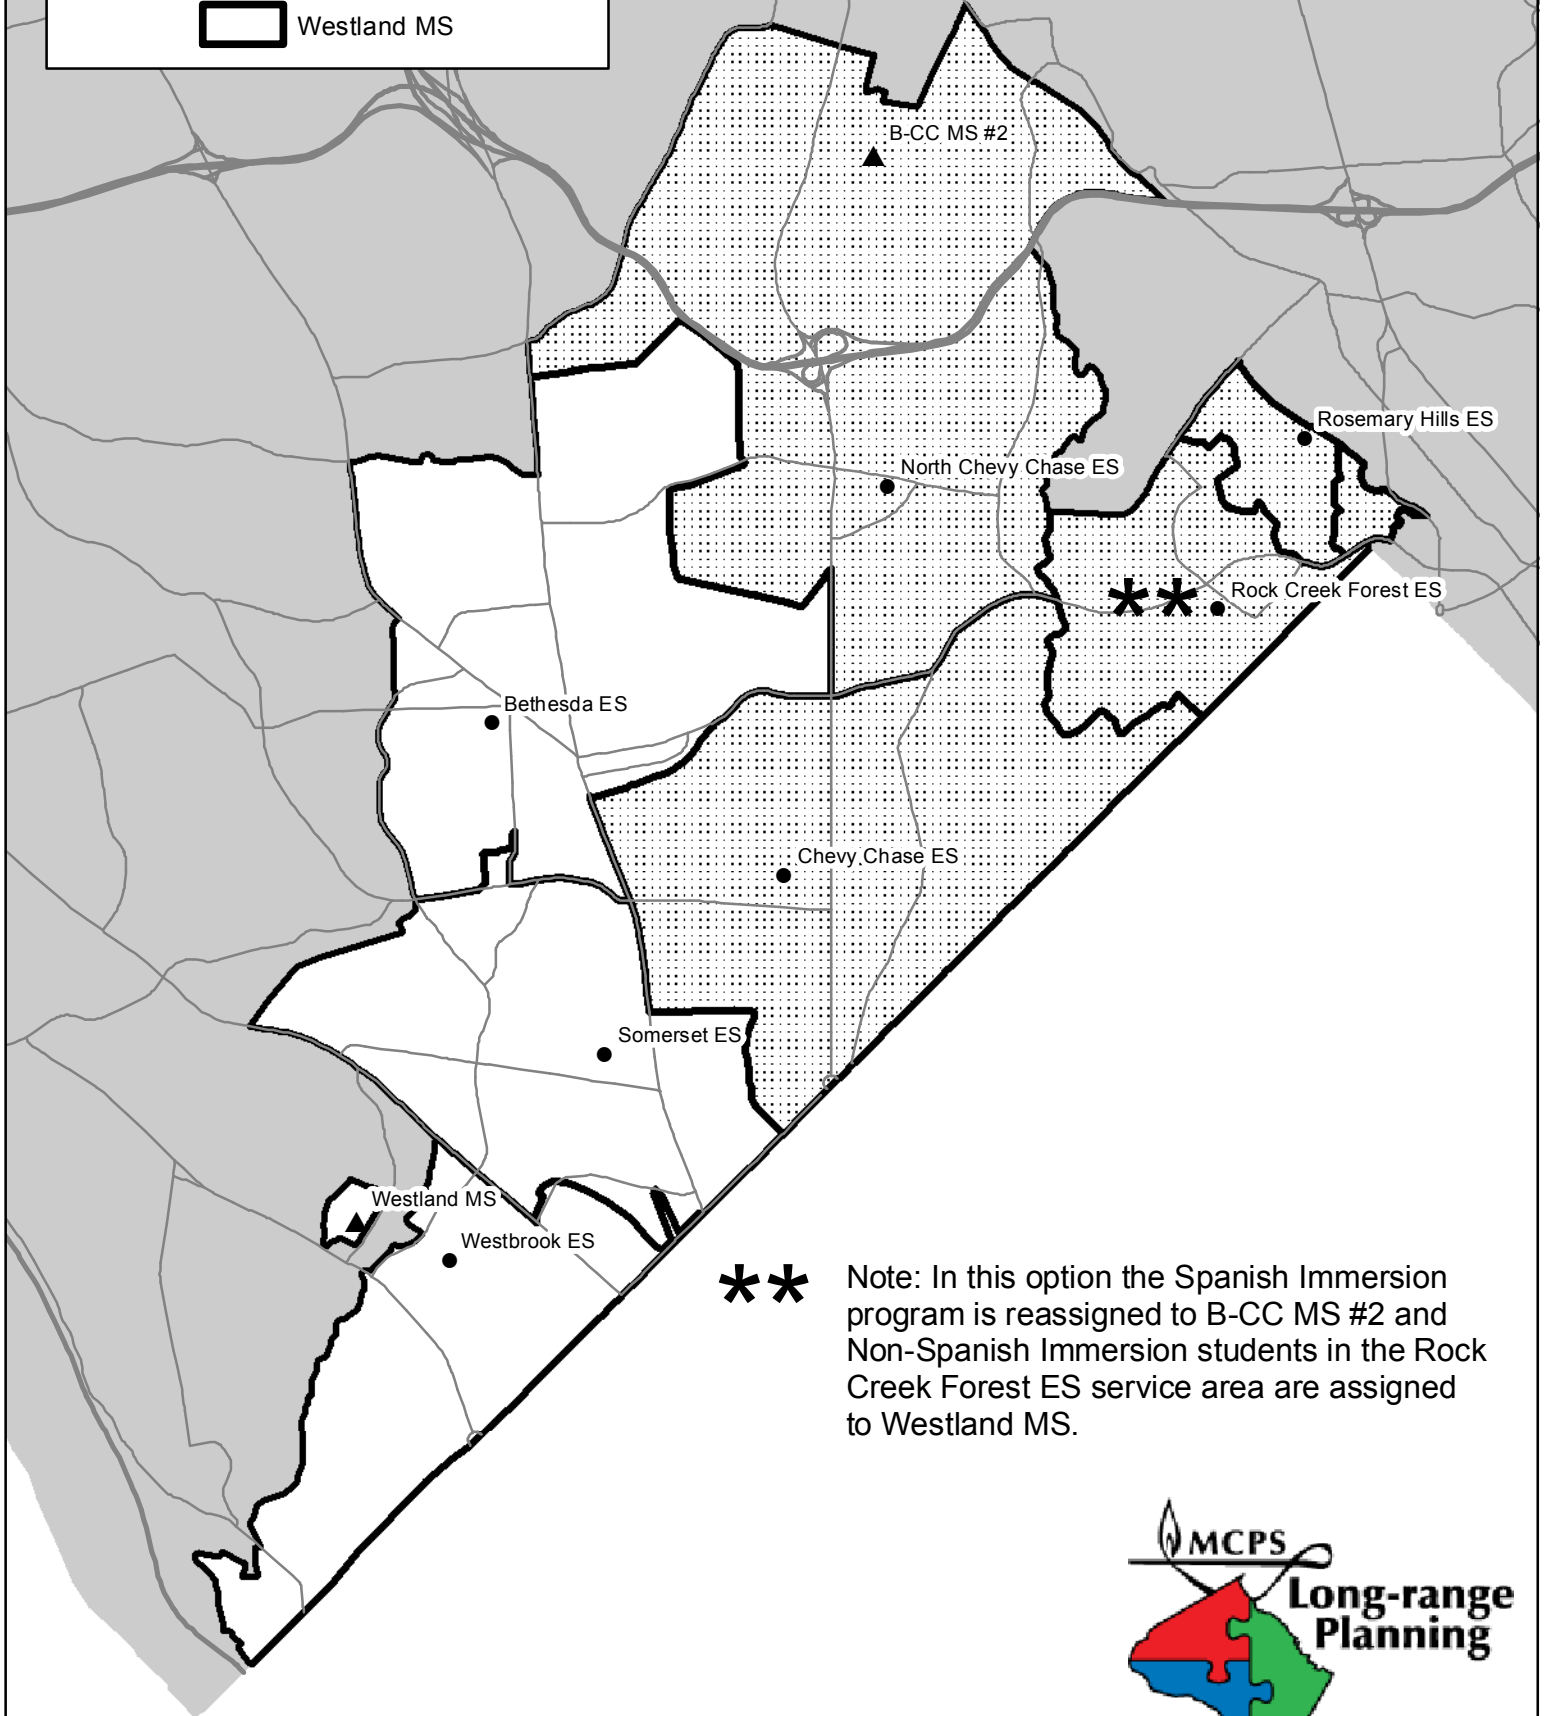 Westland MS
B-CC MS #2
Rosemary Hills ES
North Chevy Chase ES
Rock Creek Forest ES
**
Bethesda ES
Chevy Chase ES
Somerset ES
Westland MS
Westbrook ES
** Note: In this option the Spanish Immersion
program is reassigned to B-CC MS #2 and
Non-Spanish Immersion students in the Rock
Creek Forest ES service area are assigned
to Westland MS.
MCPS
Long-range
Planning